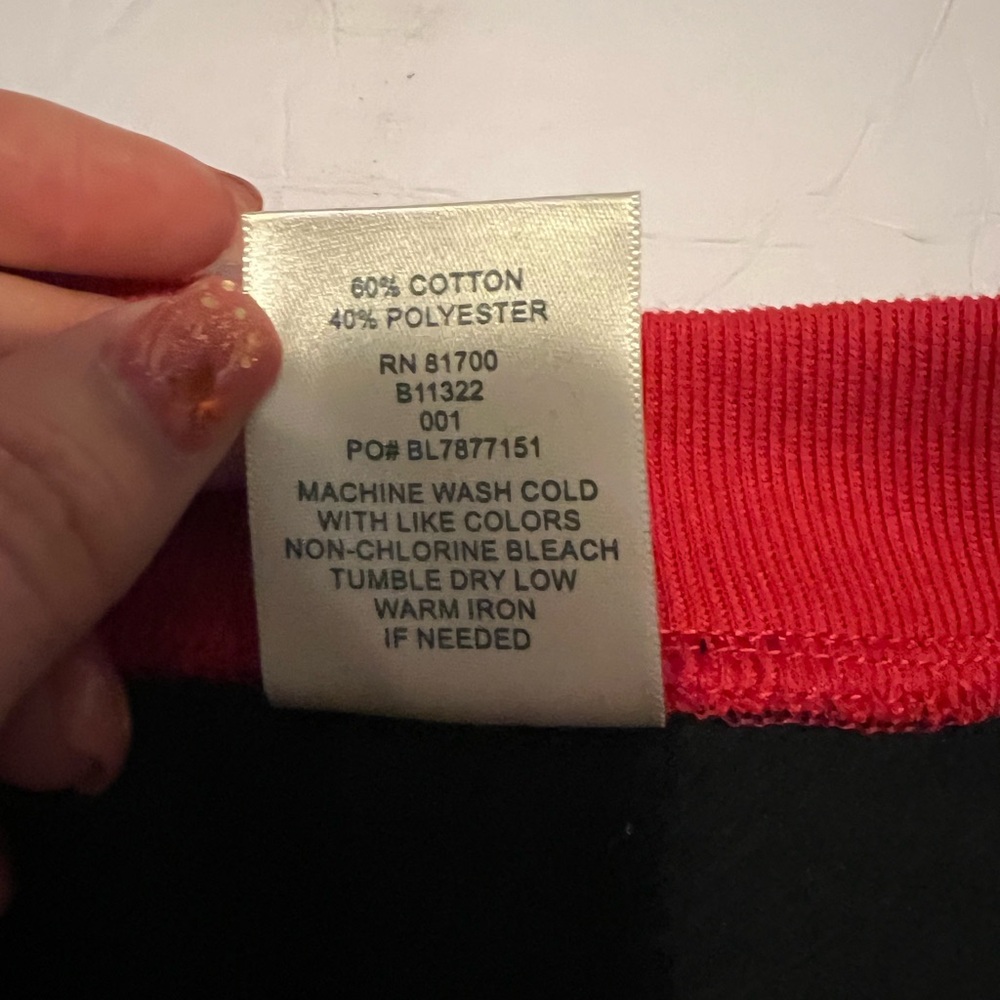 60% COTTON
40% POLYESTER
RN 81700
B11322
001
PO# BL7877151
MACHINE WASH COLD
WITH LIKE COLORS
NON-CHLORINE BLEACH
TUMBLE DRY LOW
WARM IRON
IF NEEDED